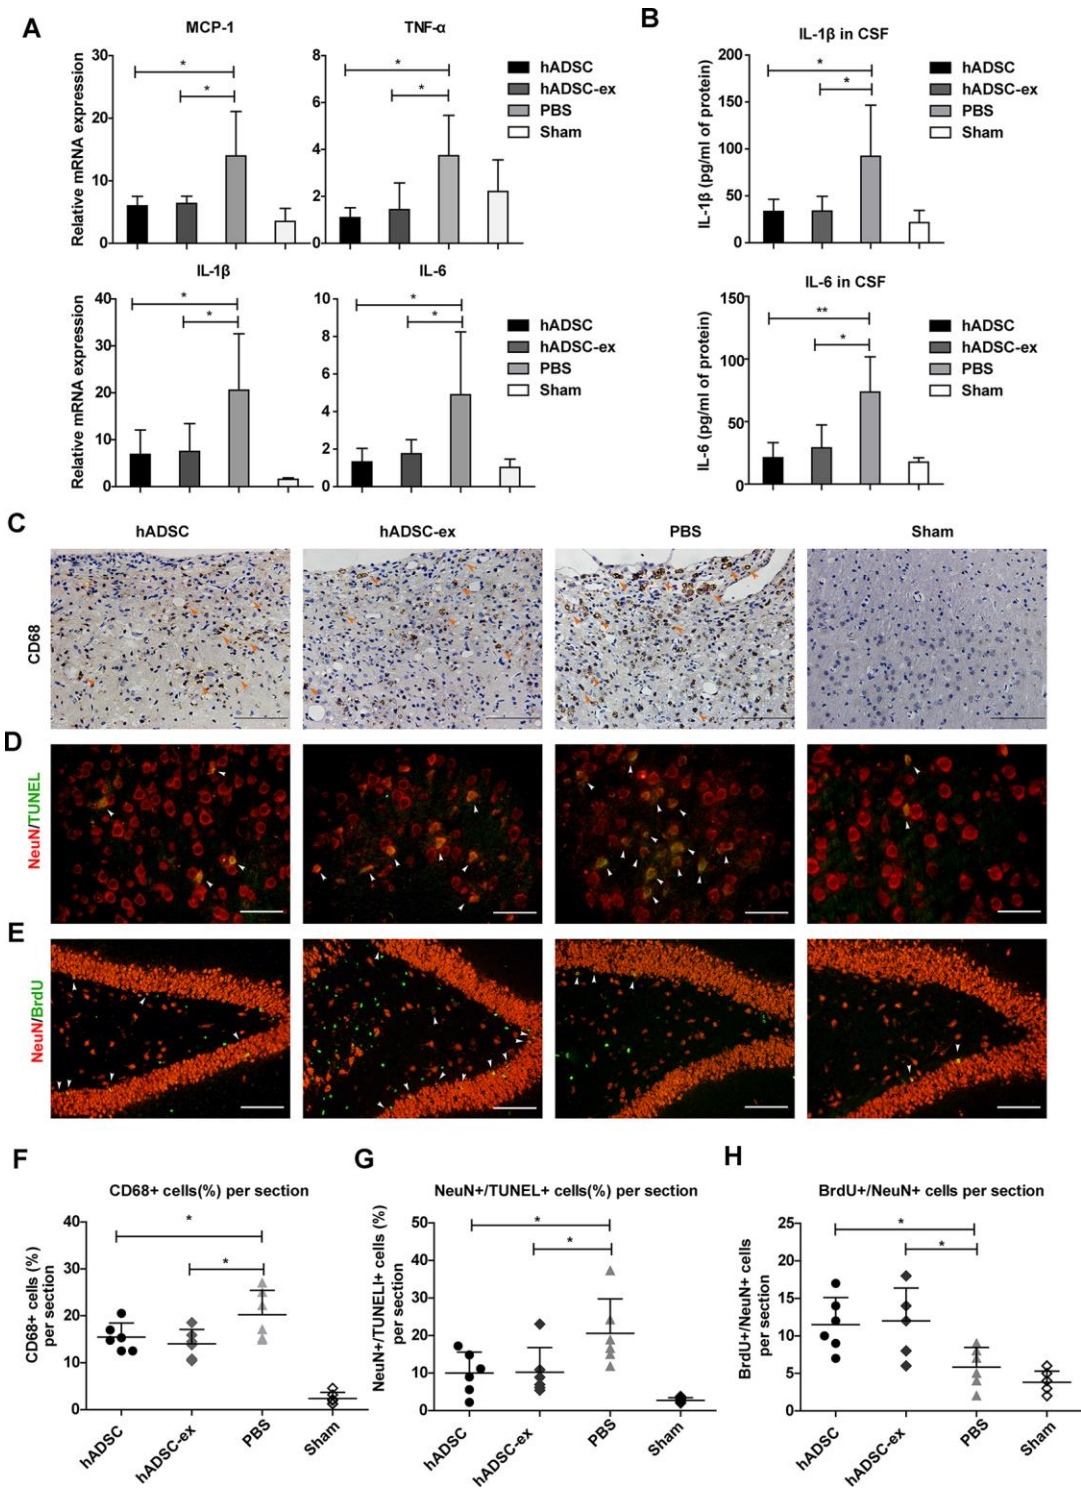 A
MCP-1
Relative mRNA expression
30
20
10
0
*
*
TNF-α
8
6
4
2
0
*
*
hADSC
hADSC-ex
PBS
Sham
IL-1β
Relative mRNA expression
40
30
20
10
0
*
*
IL-6
10
8
6
4
2
0
*
*
hADSC
hADSC-ex
PBS
Sham
B
IL-1β in CSF
IL-1β (pg/ml of protein)
200
150
100
50
0
*
*
hADSC
hADSC-ex
PBS
Sham
IL-6 in CSF
IL-6 (pg/ml of protein)
150
100
50
0
**
*
hADSC
hADSC-ex
PBS
Sham
C
hADSC
hADSC-ex
PBS
Sham
CD68
D
NeuN/TUNEL
E
NeuN/BrdU
F
CD68+ cells(%) per section
CD68+ cells (%)
per section
40
30
20
10
0
*
*
hADSC
hADSC-ex
PBS
Sham
G
NeuN+/TUNEL+ cells(%) per section
NeuN+/TUNELI+ cells (%)
per section
50
40
30
20
10
0
*
*
hADSC
hADSC-ex
PBS
Sham
H
BrdU+/NeuN+ cells per section
BrdU+/NeuN+ cells
per section
25
20
15
10
5
0
*
*
hADSC
hADSC-ex
PBS
Sham